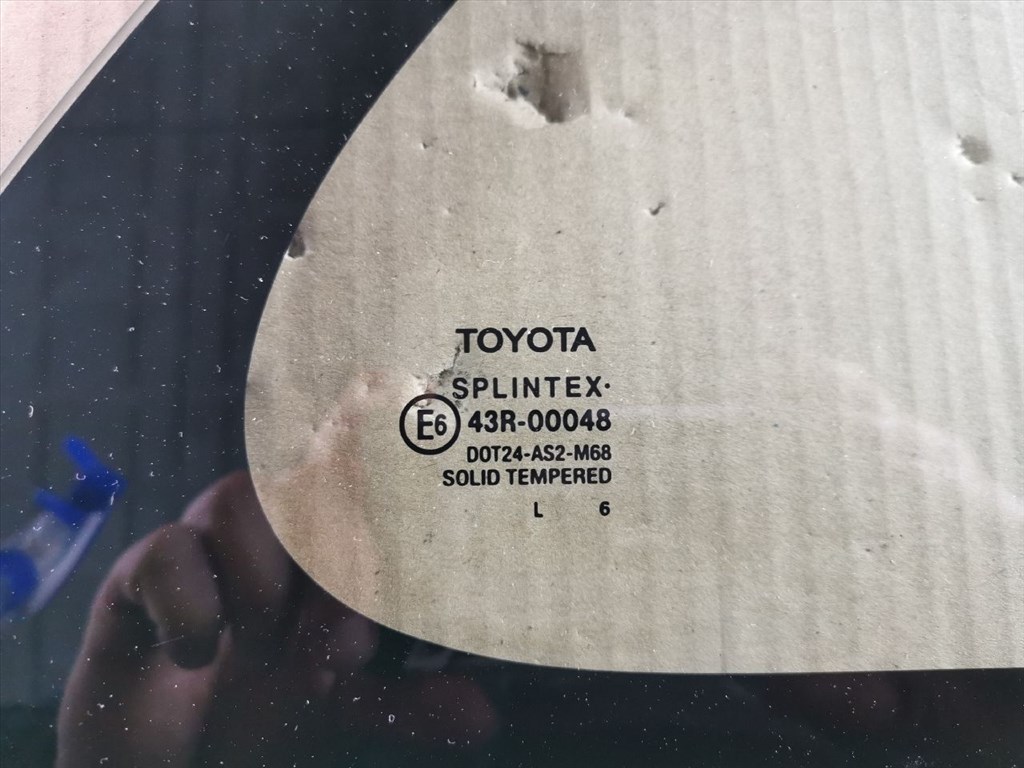 TOYOTA
SPLINTEX·
E6 43R-00048
DOT24-AS2-M68
SOLID TEMPERED
L 6